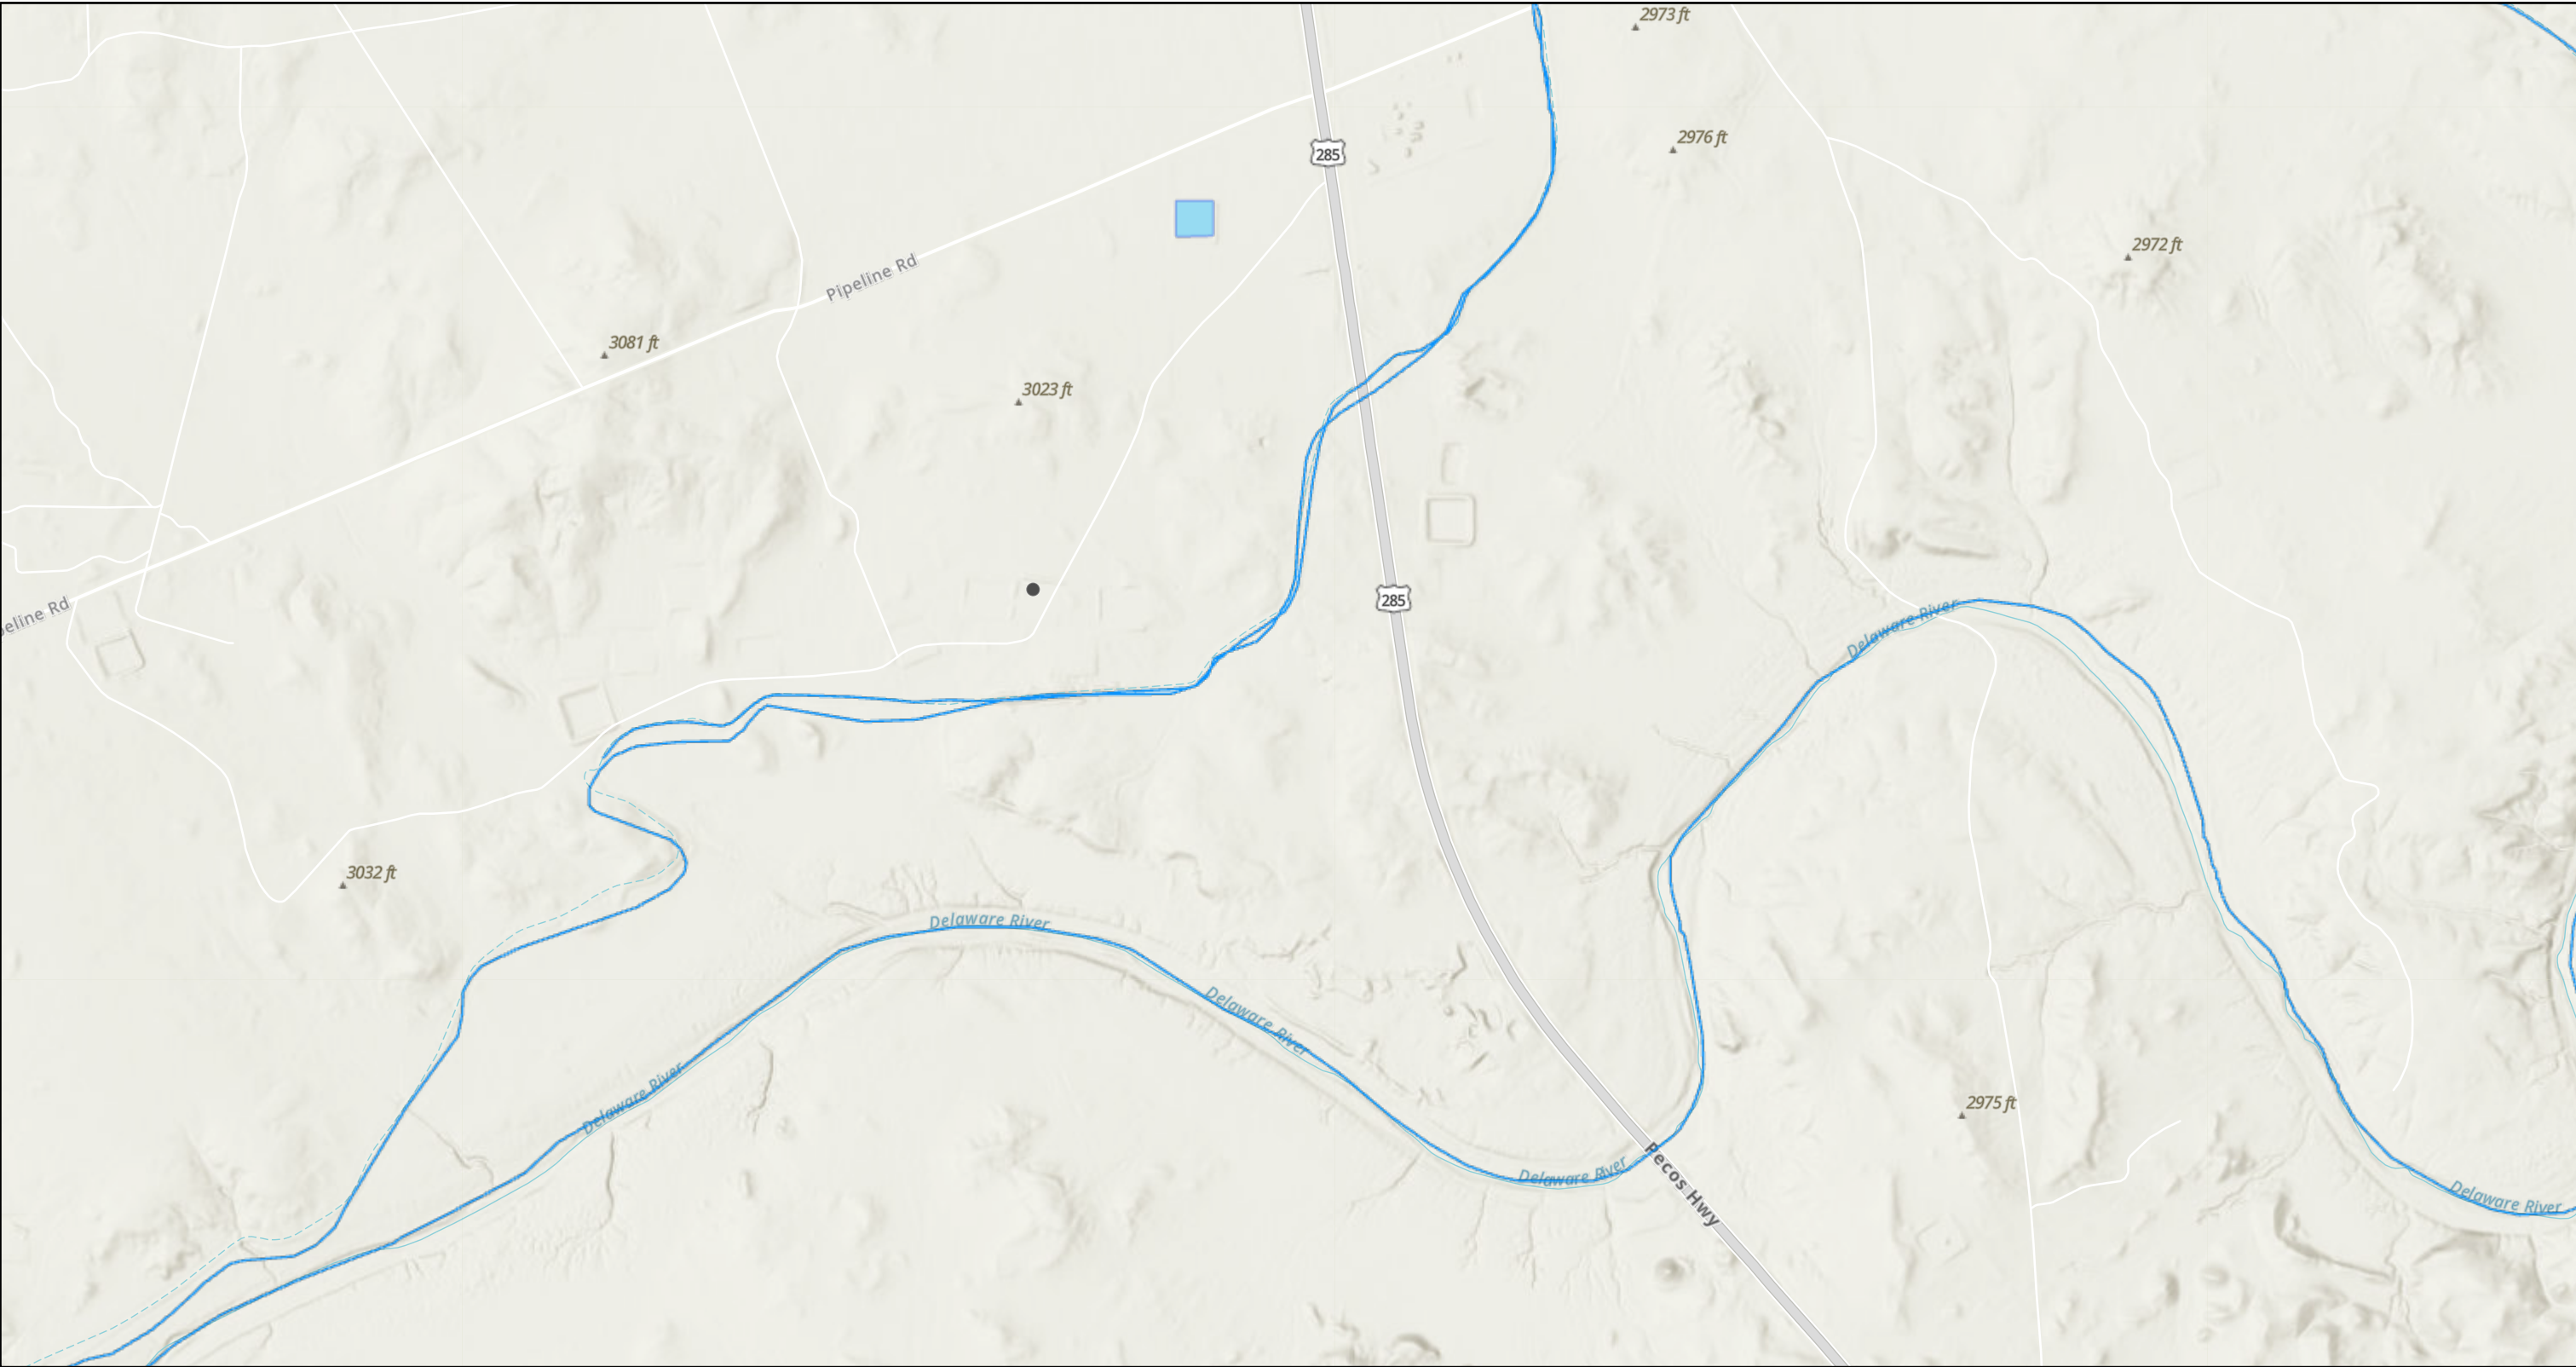 2973 ft
2976 ft
285
2972 ft
Pipeline Rd
3081 ft
3023 ft
285
peline Rd
Delaware River
3032 ft
Delaware River
Delaware River
Delaware River
2975 ft
Delaware River
Pecos Hwy
Delaware River